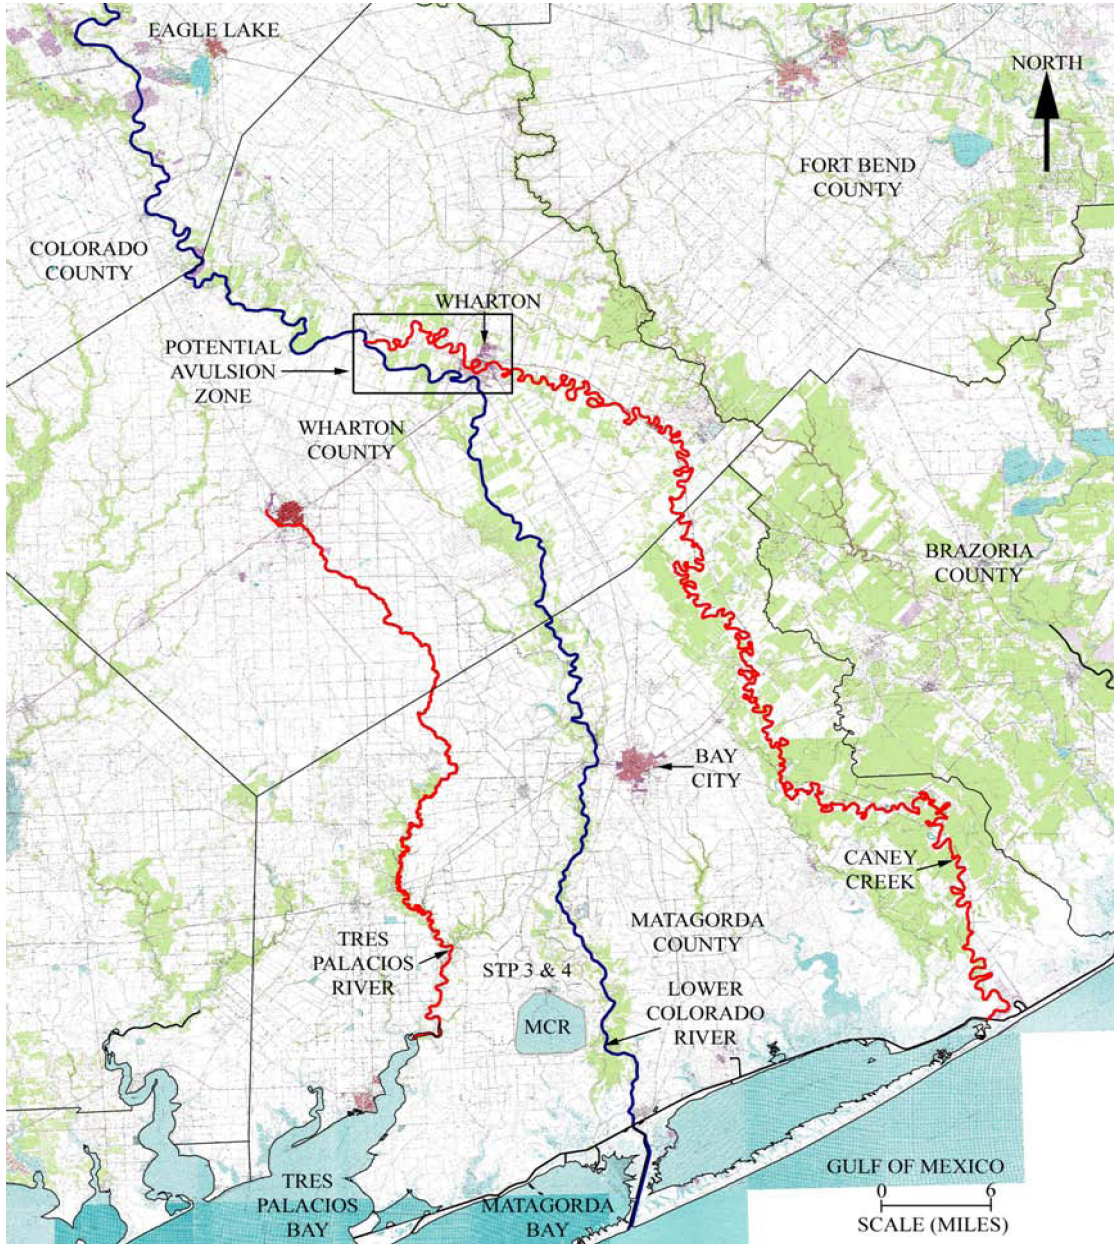 EAGLE LAKE
NORTH
FORT BEND
COUNTY
COLORADO
COUNTY
WHARTON
POTENTIAL
AVULSION
ZONE
WHARTON
COUNTY
BRAZORIA
COUNTY
BAY
CITY
CANEY
CREEK
MATAGORDA
COUNTY
TRES
PALACIOS
RIVER
STP 3 & 4
MCR
LOWER
COLORADO
RIVER
GULF OF MEXICO
TRES
PALACIOS
BAY
MATAGORDA
BAY
0 6
SCALE (MILES)